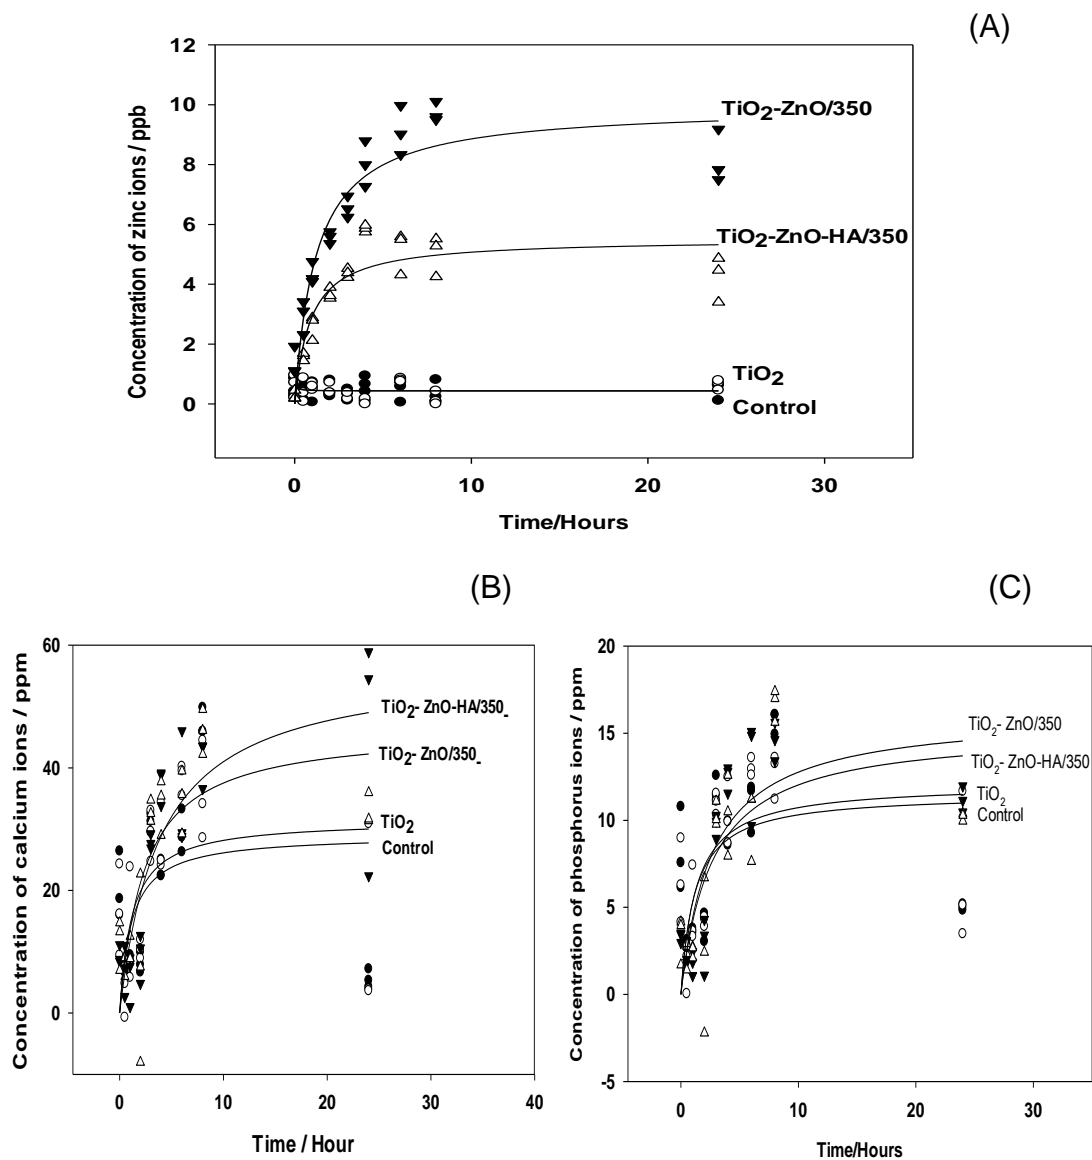 (A)
12
10
8
6
4
2
0
Concentration of zinc ions / ppb
TiO2-ZnO/350
TiO2-ZnO-HA/350
TiO2
Control
0
10
20
30
Time/Hours
(B)
60
40
20
0
Concentration of calcium ions / ppm
TiO2- ZnO-HA/350_
TiO2- ZnO/350_
TiO2
Control
0
10
20
30
40
Time / Hour
(C)
20
15
10
5
0
-5
Concentration of phosphorus ions / ppm
TiO2- ZnO/350
TiO2- ZnO-HA/350
TiO2
Control
0
10
20
30
Time/Hours